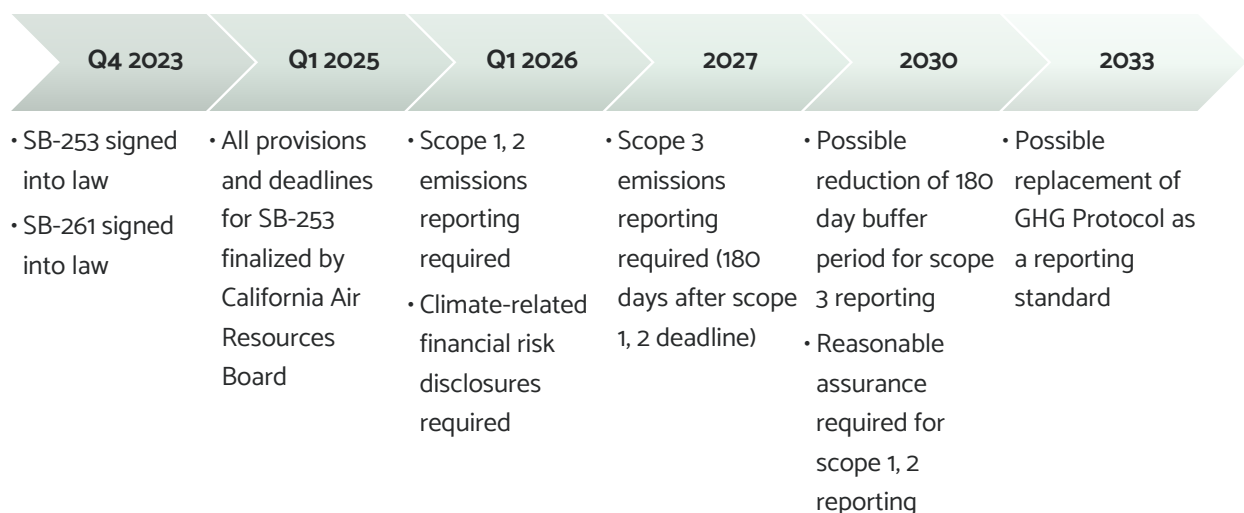 Q4 2023
Q1 2025
Q1 2026
2027
2030
2033
• SB-253 signed
into law
• SB-261 signed
into law
• All provisions
and deadlines
for SB-253
finalized by
California Air
Resources
Board
• Scope 1, 2
emissions
reporting
required
• Climate-related
financial risk
disclosures
required
• Scope 3
emissions
reporting
required (180
days after scope
1, 2 deadline)
• Possible
reduction of 180
day buffer
period for scope
3 reporting
• Reasonable
assurance
required for
scope 1, 2
reporting
• Possible
replacement of
GHG Protocol as
a reporting
standard